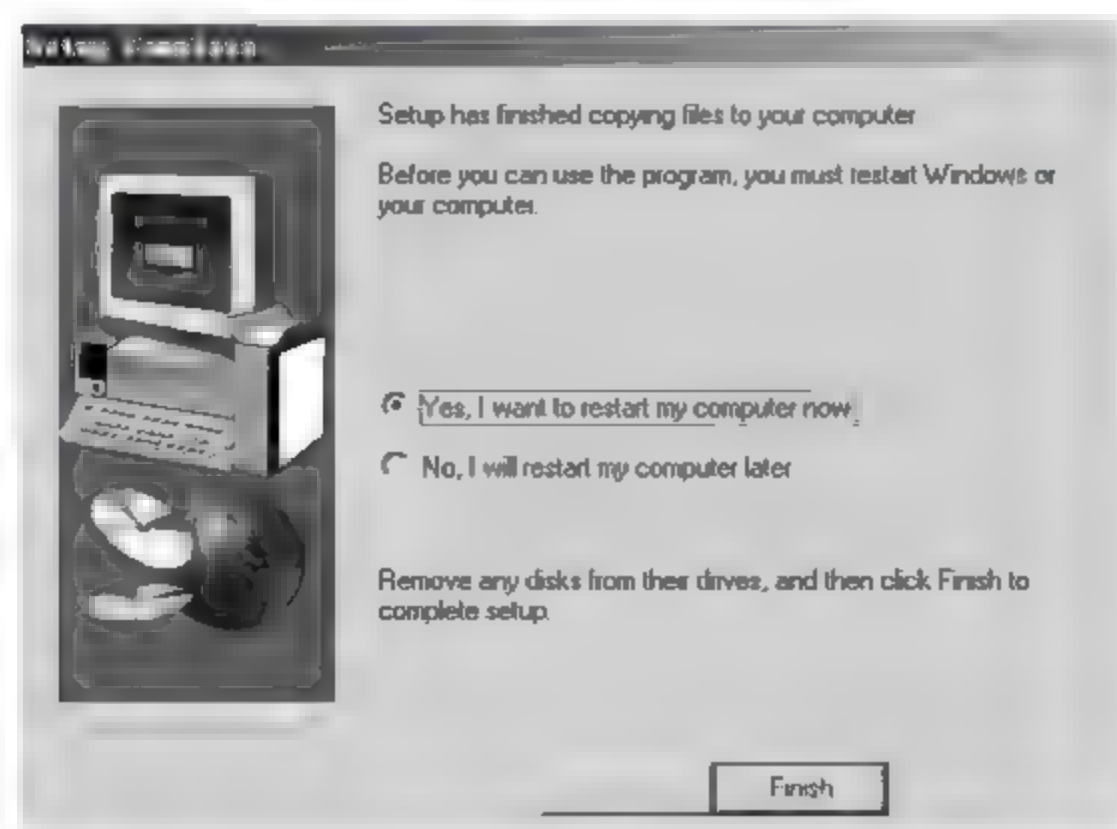 Setup has finished copying files to your computer
Before you can use the program, you must restart Windows or
your computer.
Yes, I want to restart my computer now.
No, I will restart my computer later
Remove any disks from their drives, and then click Finish to
complete setup.
Finish